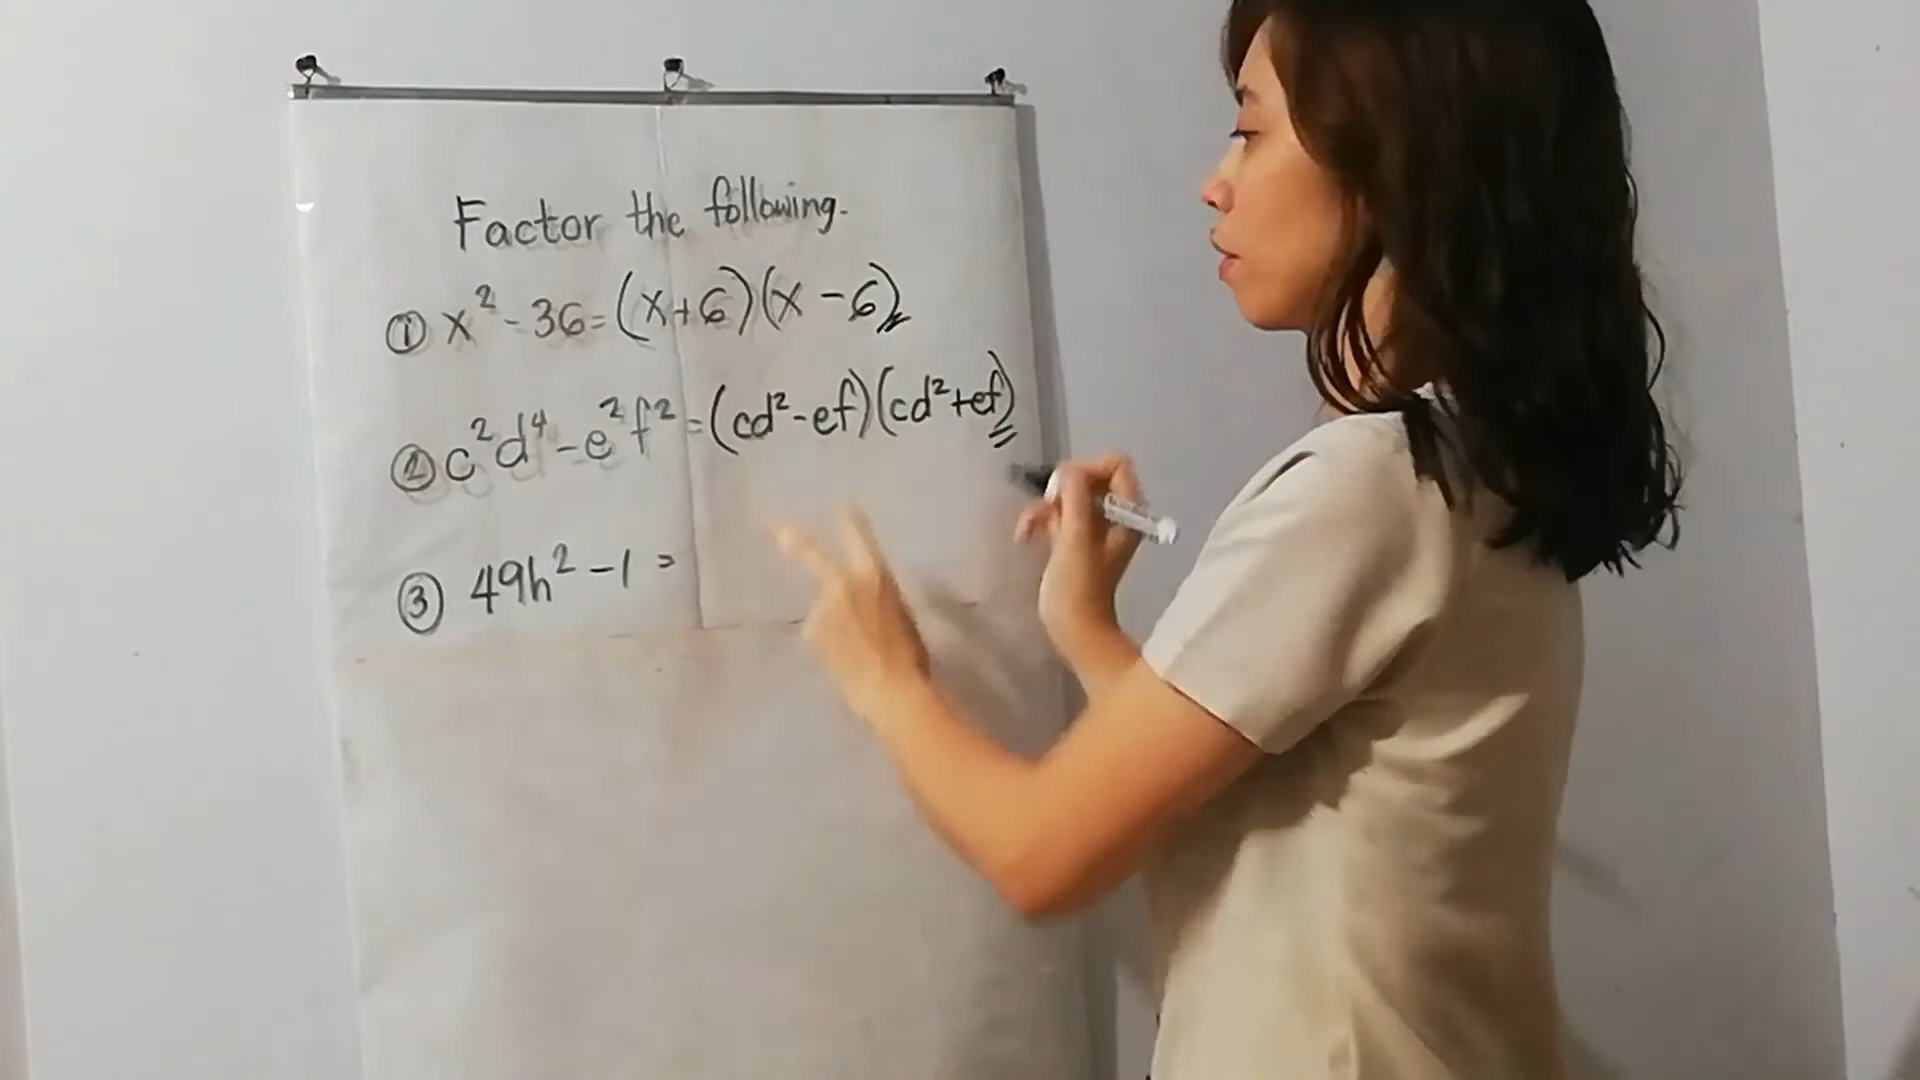 Factor the following.
① x² - 36 = (x+6)(x - 6)
② c²d⁴ - e²f² = (cd² - ef)(cd² + ef)
③ 49h² - 1 =